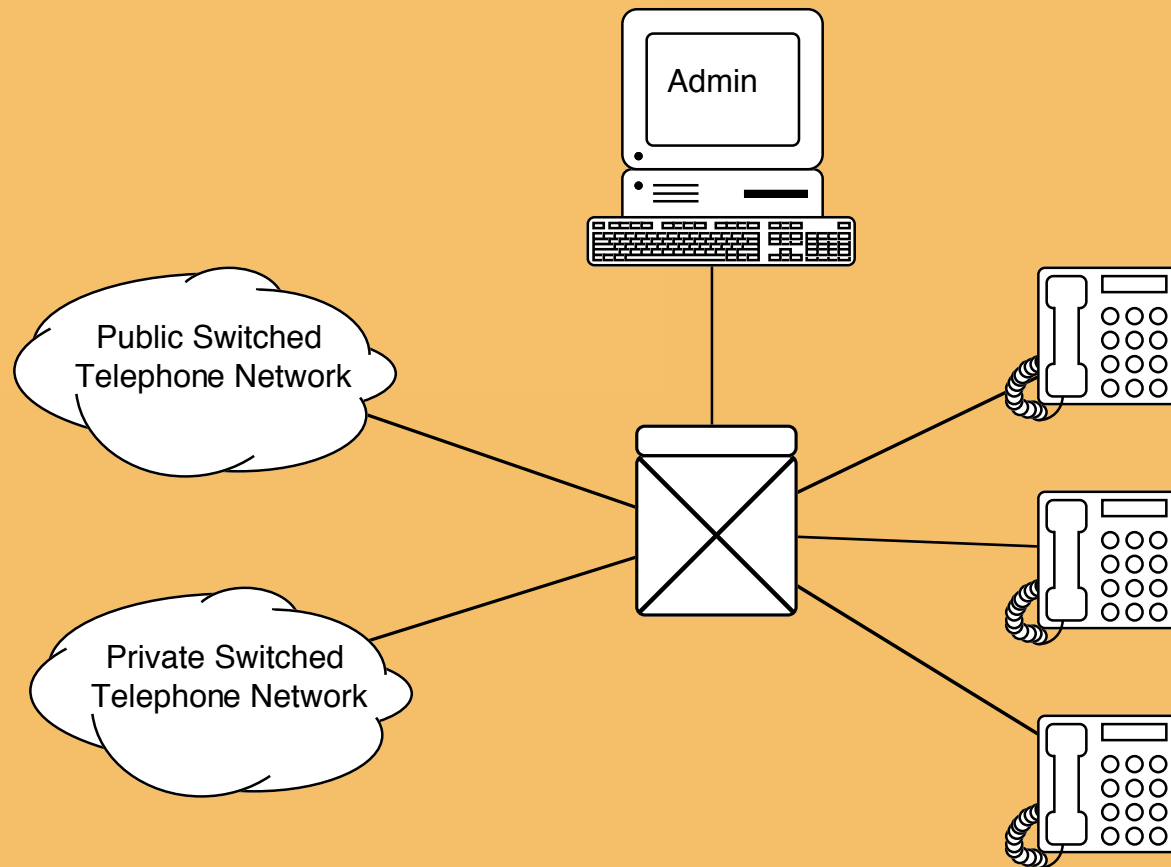 Admin
Public Switched
Telephone Network
Private Switched
Telephone Network